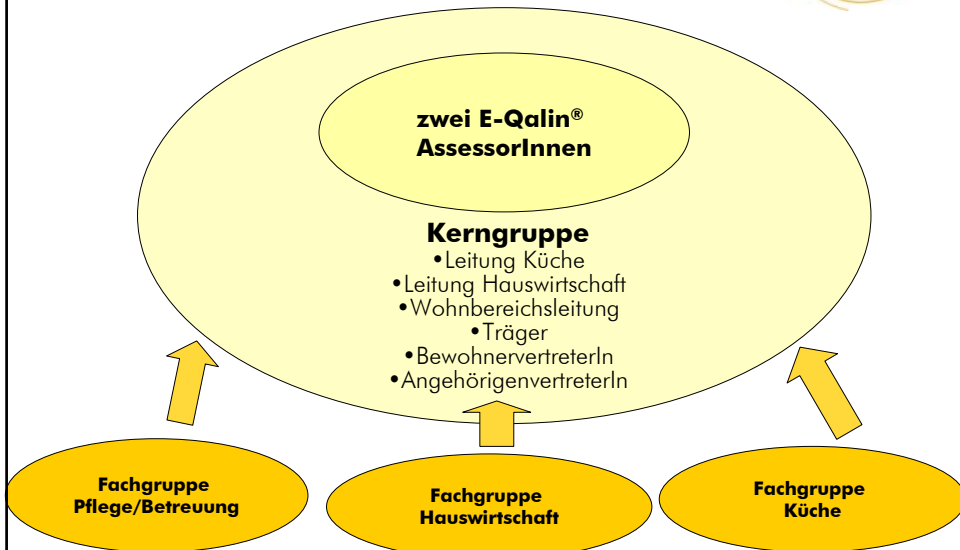 zwei E-Qalin®
AssessorInnen
Kerngruppe
•Leitung Küche
•Leitung Hauswirtschaft
•Wohnbereichsleitung
•Träger
•BewohnervertreterIn
•AngehörigenvertreterIn
Fachgruppe
Pflege/Betreuung
Fachgruppe
Hauswirtschaft
Fachgruppe
Küche